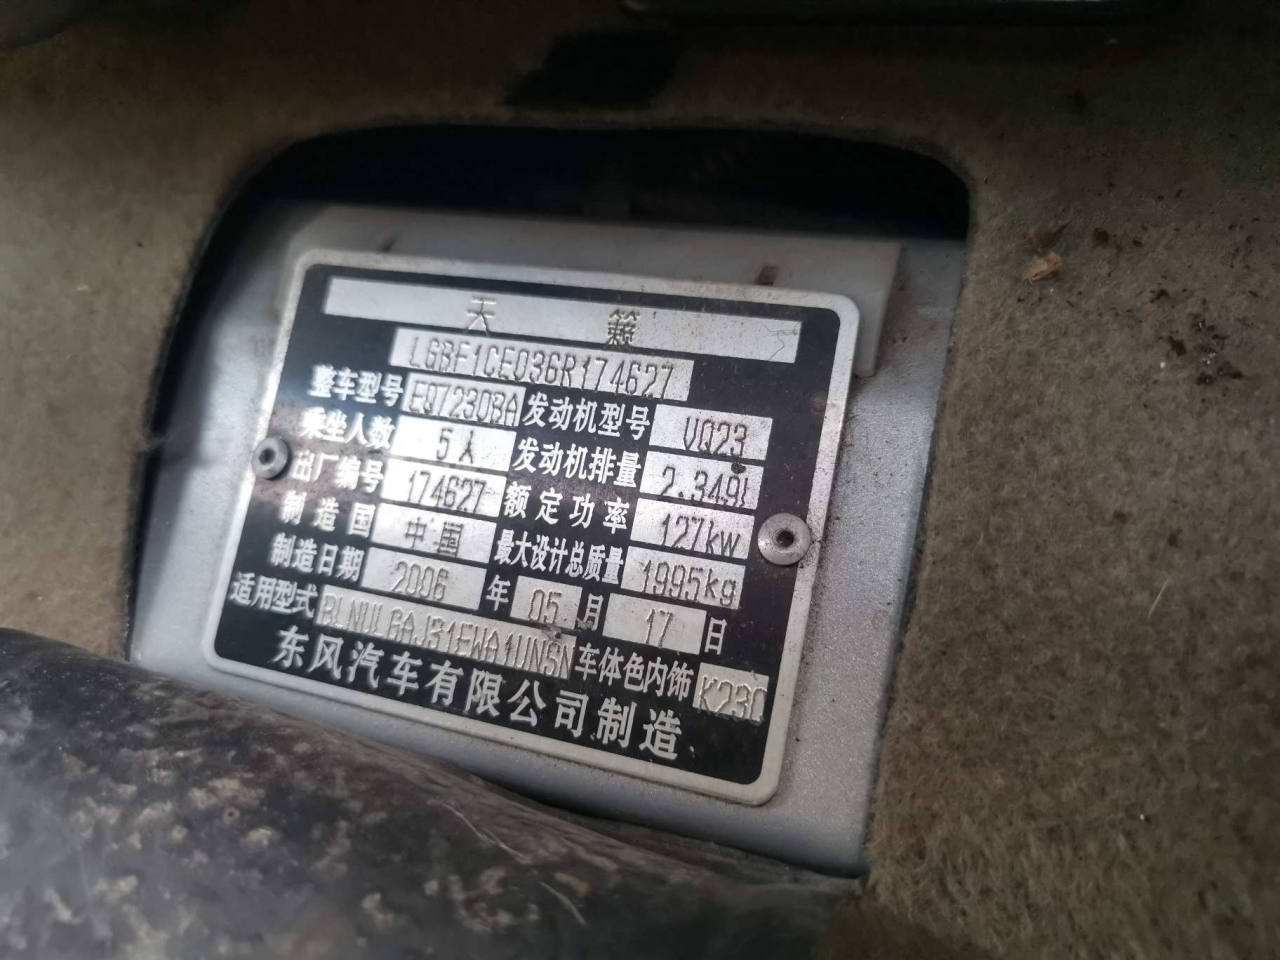 天籁
LGBF1CE036R174627
整车型号 EQ7230BA 发动机型号 VQ23
乘坐人数 5人 发动机排量 2.349L
出厂编号 174627 额定功率 127kw
制造国 中国 最大设计总质量 1995kg
制造日期 2006 年 05 月 17 日
适用型式 BLNULGAJ31EWA1UNSN 车体色内饰 K23G
东风汽车有限公司制造